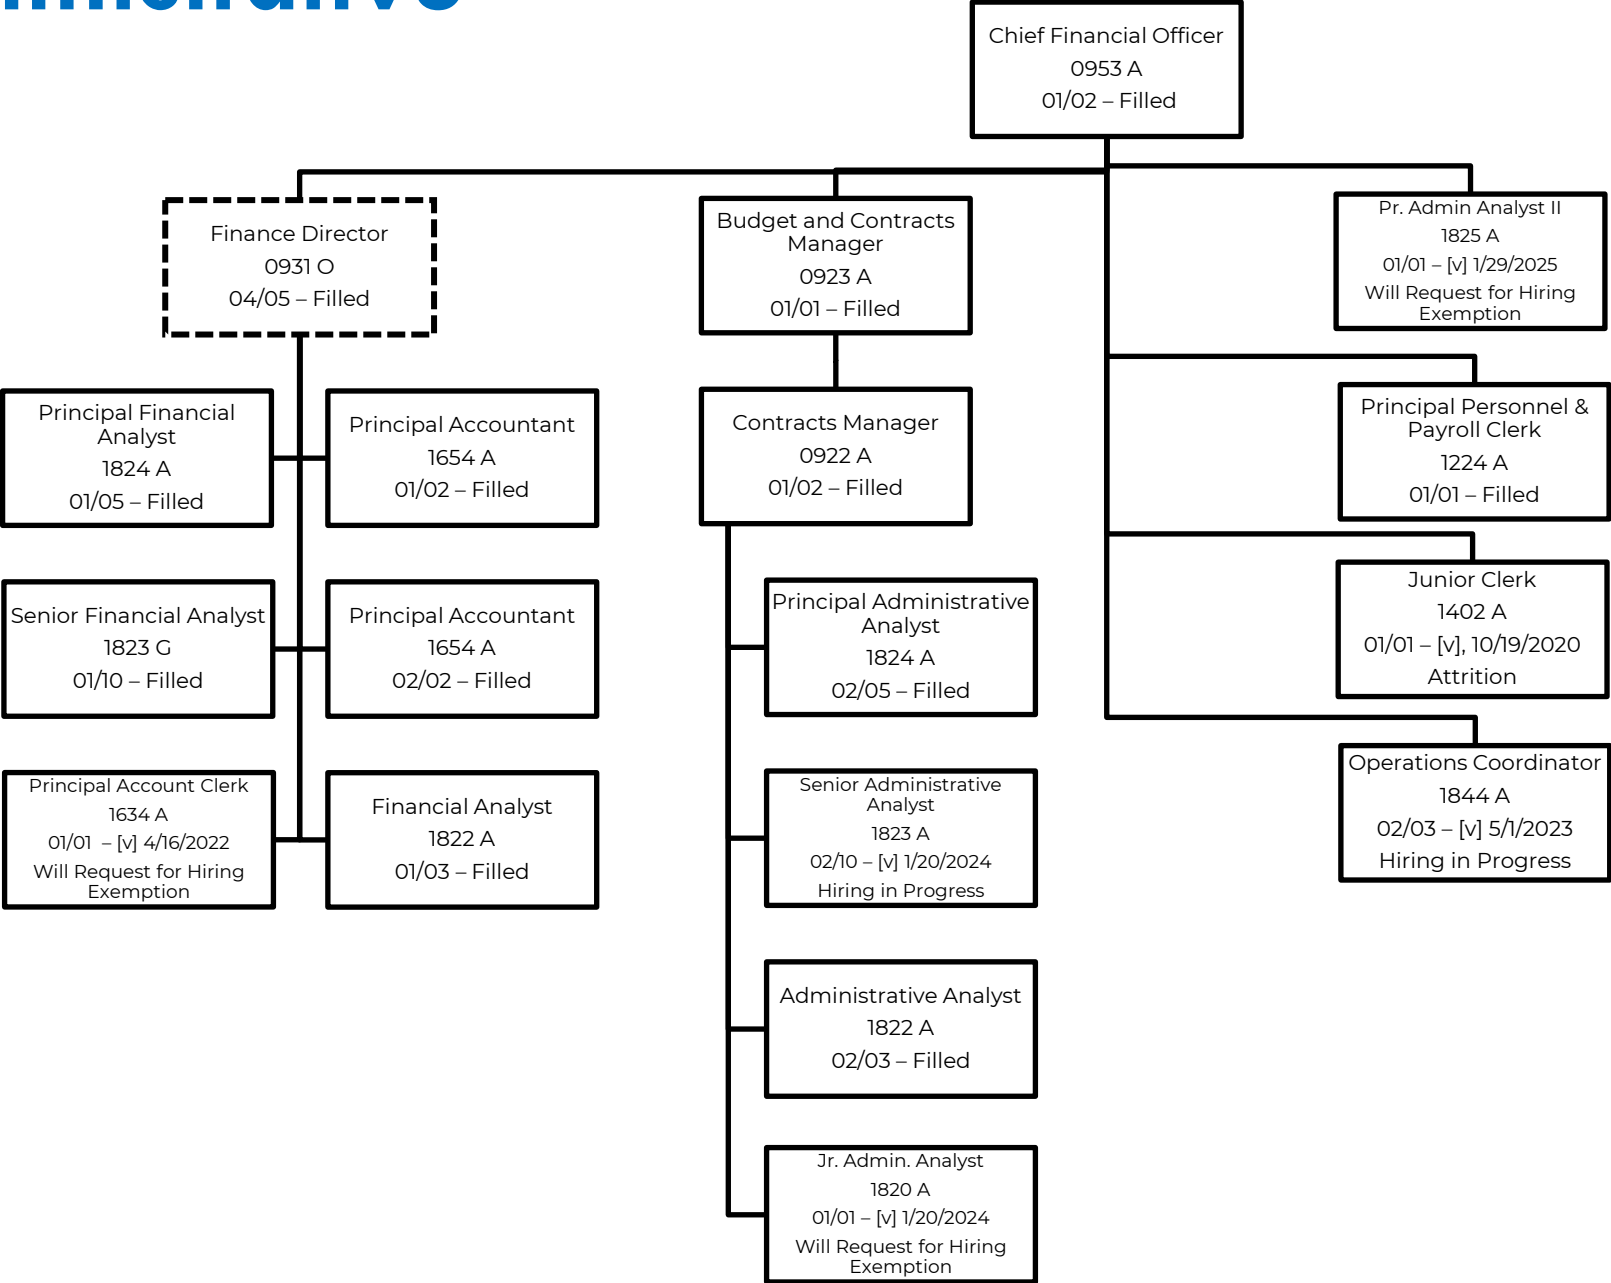 Chief Financial Officer
0953 A
01/02 – Filled
Finance Director
0931 O
04/05 – Filled
Budget and Contracts
Manager
0923 A
01/01 – Filled
Pr. Admin Analyst II
1825 A
01/01 – [v] 1/29/2025
Will Request for Hiring
Exemption
Principal Financial
Analyst
1824 A
01/05 – Filled
Principal Accountant
1654 A
01/02 – Filled
Contracts Manager
0922 A
01/02 – Filled
Principal Personnel &
Payroll Clerk
1224 A
01/01 – Filled
Senior Financial Analyst
1823 G
01/10 – Filled
Principal Accountant
1654 A
02/02 – Filled
Principal Administrative
Analyst
1824 A
02/05 – Filled
Junior Clerk
1402 A
01/01 – [v], 10/19/2020
Attrition
Principal Account Clerk
1634 A
01/01  – [v] 4/16/2022
Will Request for Hiring
Exemption
Financial Analyst
1822 A
01/03 – Filled
Senior Administrative
Analyst
1823 A
02/10 – [v] 1/20/2024
Hiring in Progress
Operations Coordinator
1844 A
02/03 – [v] 5/1/2023
Hiring in Progress
Administrative Analyst
1822 A
02/03 – Filled
Jr. Admin. Analyst
1820 A
01/01 – [v] 1/20/2024
Will Request for Hiring
Exemption